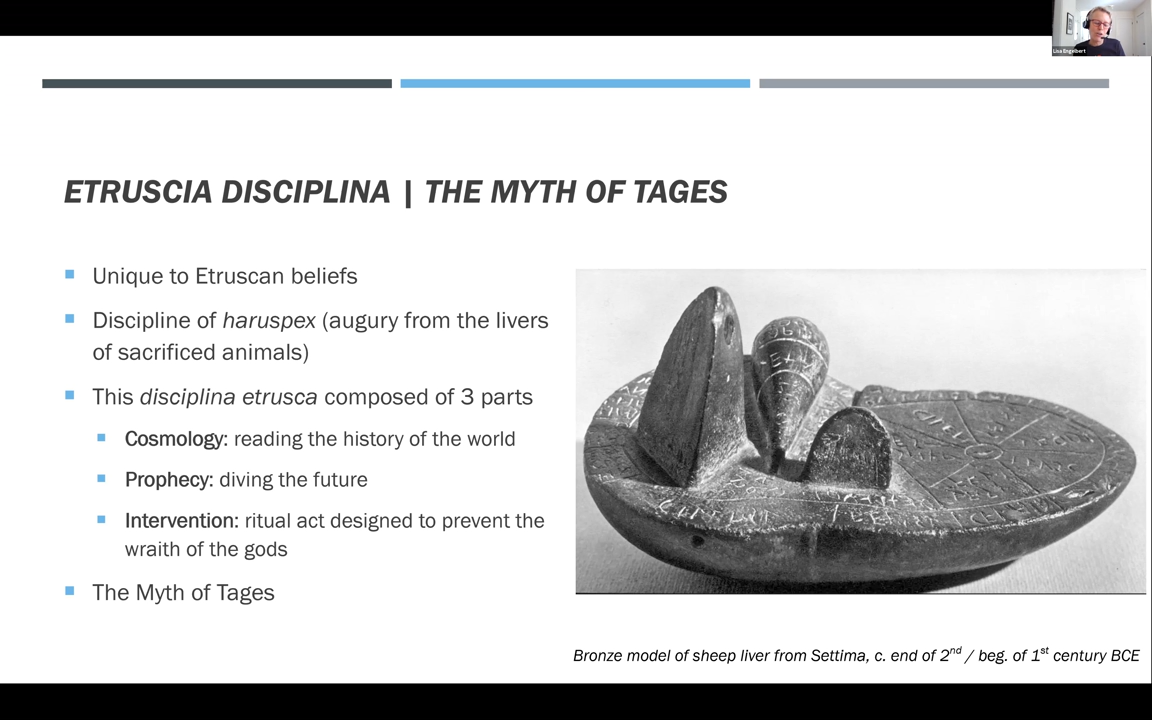 Lisa Engelbert
ETRUSCIA DISCIPLINA | THE MYTH OF TAGES
Unique to Etruscan beliefs
Discipline of haruspex (augury from the livers
of sacrificed animals)
This disciplina etrusca composed of 3 parts
Cosmology: reading the history of the world
Prophecy: diving the future
Intervention: ritual act designed to prevent the
wraith of the gods
The Myth of Tages
Bronze model of sheep liver from Settima, c. end of 2nd / beg. of 1st century BCE